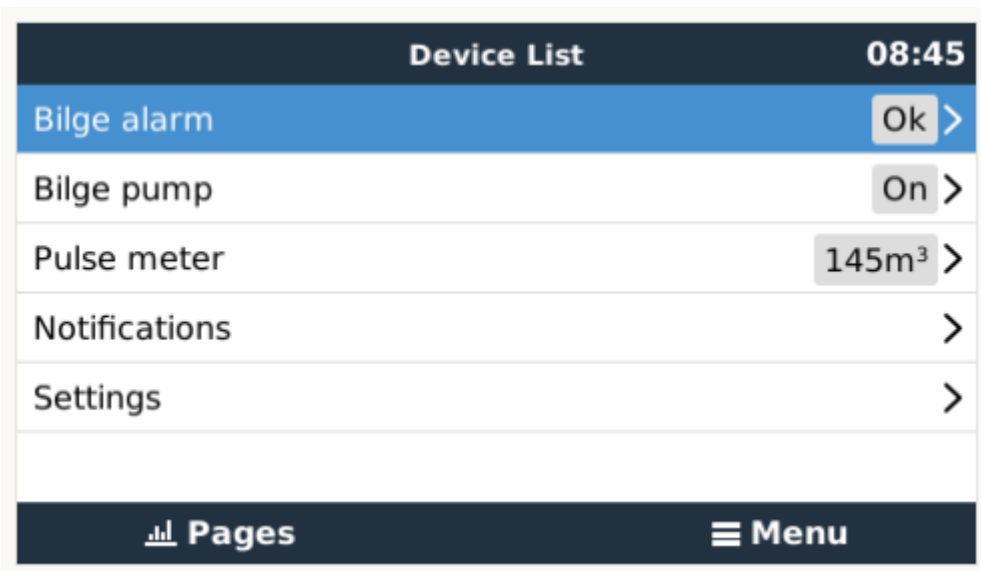 Device List 08:45
Bilge alarm Ok
Bilge pump On
Pulse meter 145m³
Notifications
Settings
Pages Menu